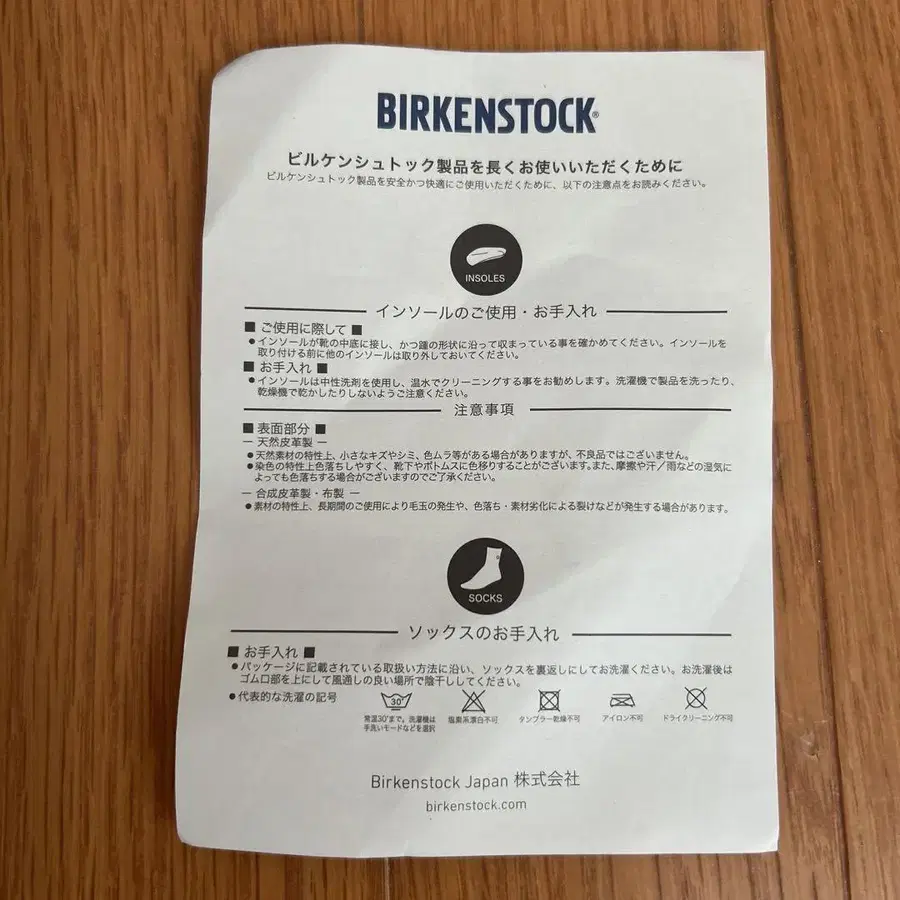 BIRKENSTOCK®
ビルケンシュトック製品を長くお使いいただくために
ビルケンシュトック製品を安全かつ快適にご使用いただくために、以下の注意点をお読みください。
INSOLES
インソールのご使用・お手入れ
■ ご使用に際して ■
●インソールが靴の中底に接し、かつ踵の形状に沿って収まっている事を確かめてください。インソールを
取り付ける前に他のインソールは取り外しておいてください。
■ お手入れ ■
●インソールは中性洗剤を使用し、温水でクリーニングする事をお勧めします。洗濯機で製品を洗ったり、
乾燥機で乾かしたりしないようご注意ください。
注意事項
■ 表面部分 ■
― 天然皮革製 ―
●天然素材の特性上、小さなキズやシミ、色ムラ等がある場合がありますが、不良品ではございません。
●染色の特性上色落ちしやすく、靴下やボトムスに色移りすることがございます。また、摩擦や汗／雨などの湿気に
よっても色落ちする場合がございますのでご了承ください。
― 合成皮革製・布製 ―
●素材の特性上、長期間のご使用により毛玉の発生や、色落ち・素材劣化による裂けなどが発生する場合があります。
SOCKS
ソックスのお手入れ
■ お手入れ ■
●パッケージに記載されている取扱い方法に沿い、ソックスを裏返しにしてお洗濯ください。お洗濯後は
ゴム口部を上にして風通しの良い場所で陰干ししてください。
●代表的な洗濯の記号
30°
常温30°まで。洗濯機は
手洗いモードなどを選択
塩素系漂白不可
タンブラー乾燥不可
アイロン不可
ドライクリーニング不可
Birkenstock Japan 株式会社
birkenstock.com